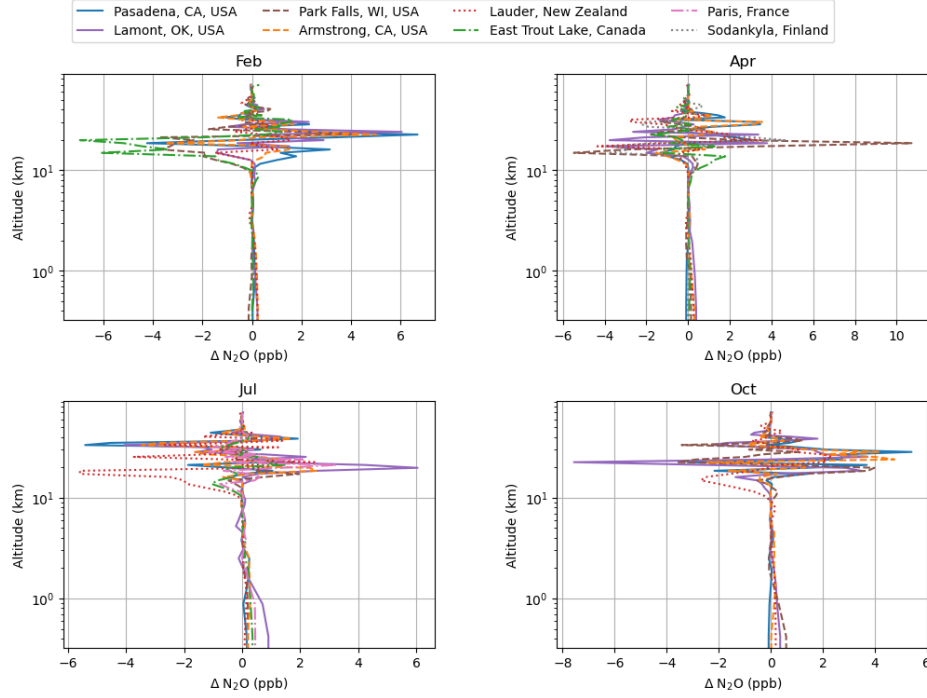 Pasadena, CA, USA Park Falls, WI, USA Lauder, New Zealand Paris, France
Lamont, OK, USA Armstrong, CA, USA East Trout Lake, Canada Sodankyla, Finland
Feb Apr
Altitude (km) Altitude (km)
10¹ 10¹
10⁰ 10⁰
−6 −4 −2 0 2 4 6 −6 −4 −2 0 2 4 6 8 10
Δ N₂O (ppb) Δ N₂O (ppb)
Jul Oct
Altitude (km) Altitude (km)
10¹ 10¹
10⁰ 10⁰
−6 −4 −2 0 2 4 6 −8 −6 −4 −2 0 2 4 6
Δ N₂O (ppb) Δ N₂O (ppb)